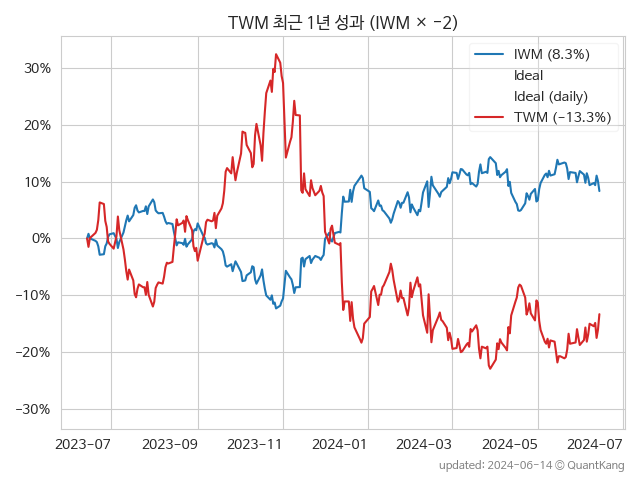 TWM 최근 1년 성과 (IWM × −2)
IWM (8.3%)
Ideal
Ideal (daily)
TWM (−13.3%)
30%
20%
10%
0%
−10%
−20%
−30%
2023-07
2023-09
2023-11
2024-01
2024-03
2024-05
2024-07
updated: 2024-06-14 © QuantKang